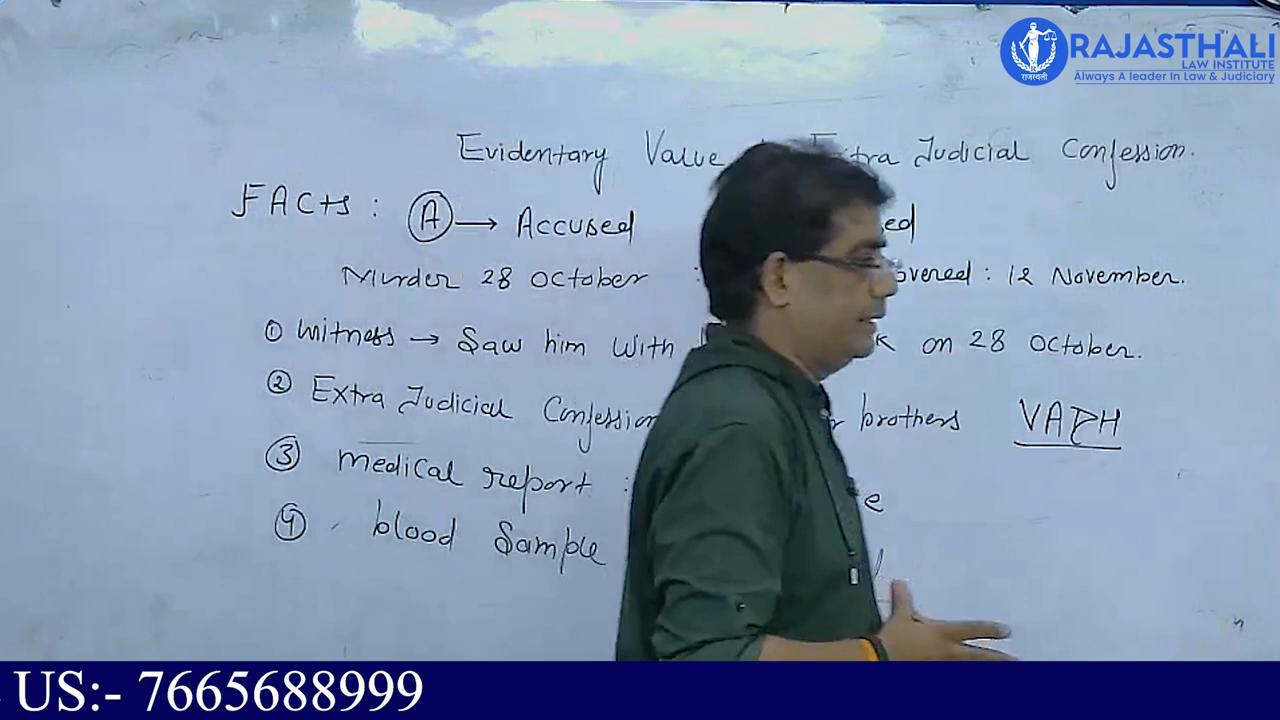 RAJASTHALI
LAW INSTITUTE
Always A leader In Law & Judiciary
राजस्थली
Evidentary Value Extra Judicial Confession.
FACTS : A → Accused
Murder 28 October : overed : 12 November.
① Witness → Saw him with K on 28 October.
② Extra Judicial Confession brothers
③ medical report :
④ blood Sample
US:- 7665688999